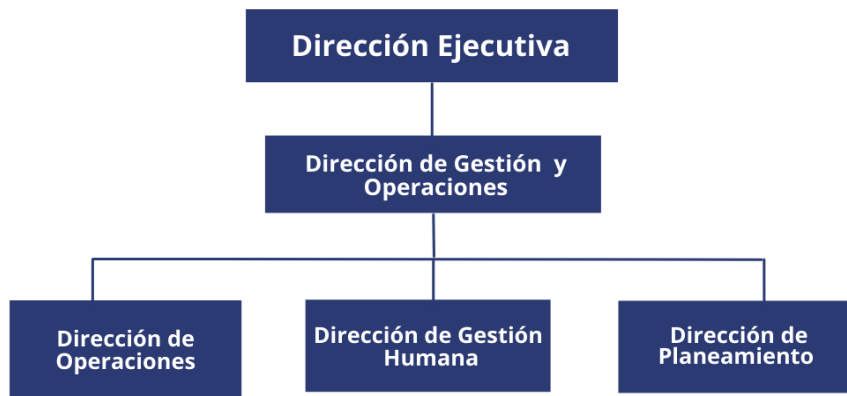 Dirección Ejecutiva
Dirección de Gestión y
Operaciones
Dirección de
Operaciones
Dirección de Gestión
Humana
Dirección de
Planeamiento